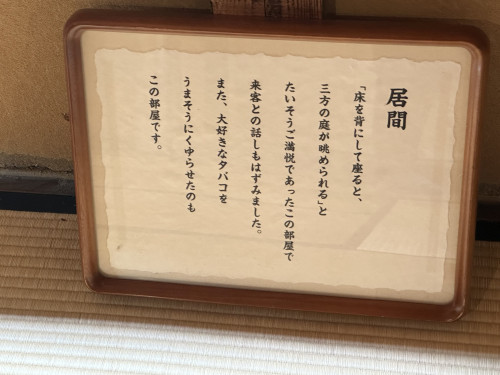 居間
「床を背にして座ると、
三方の庭が眺められる」と
たいそうご満悦であったこの部屋で
来客との話しもはずみました。
また、大好きなタバコを
うまそうにくゆらせたのも
この部屋です。